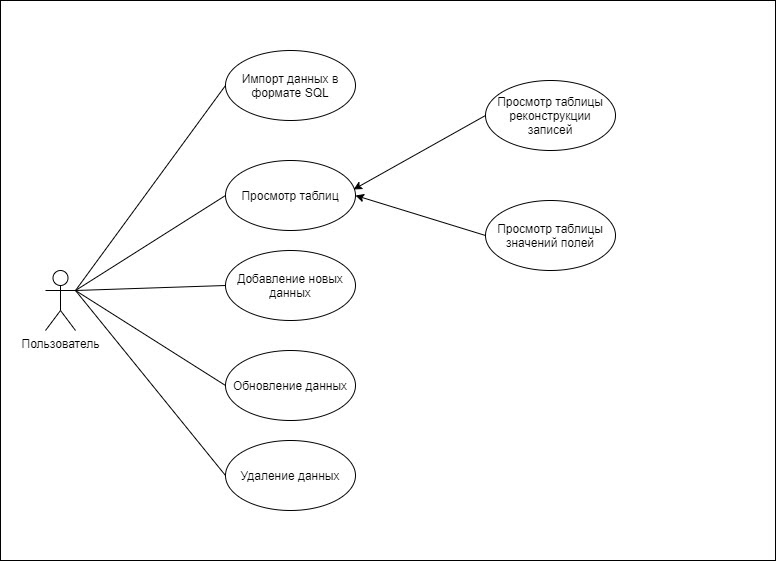 Импорт данных в
формате SQL
Просмотр таблицы
реконструкции
записей
Просмотр таблиц
Просмотр таблицы
значений полей
Добавление новых
данных
Пользователь
Обновление данных
Удаление данных